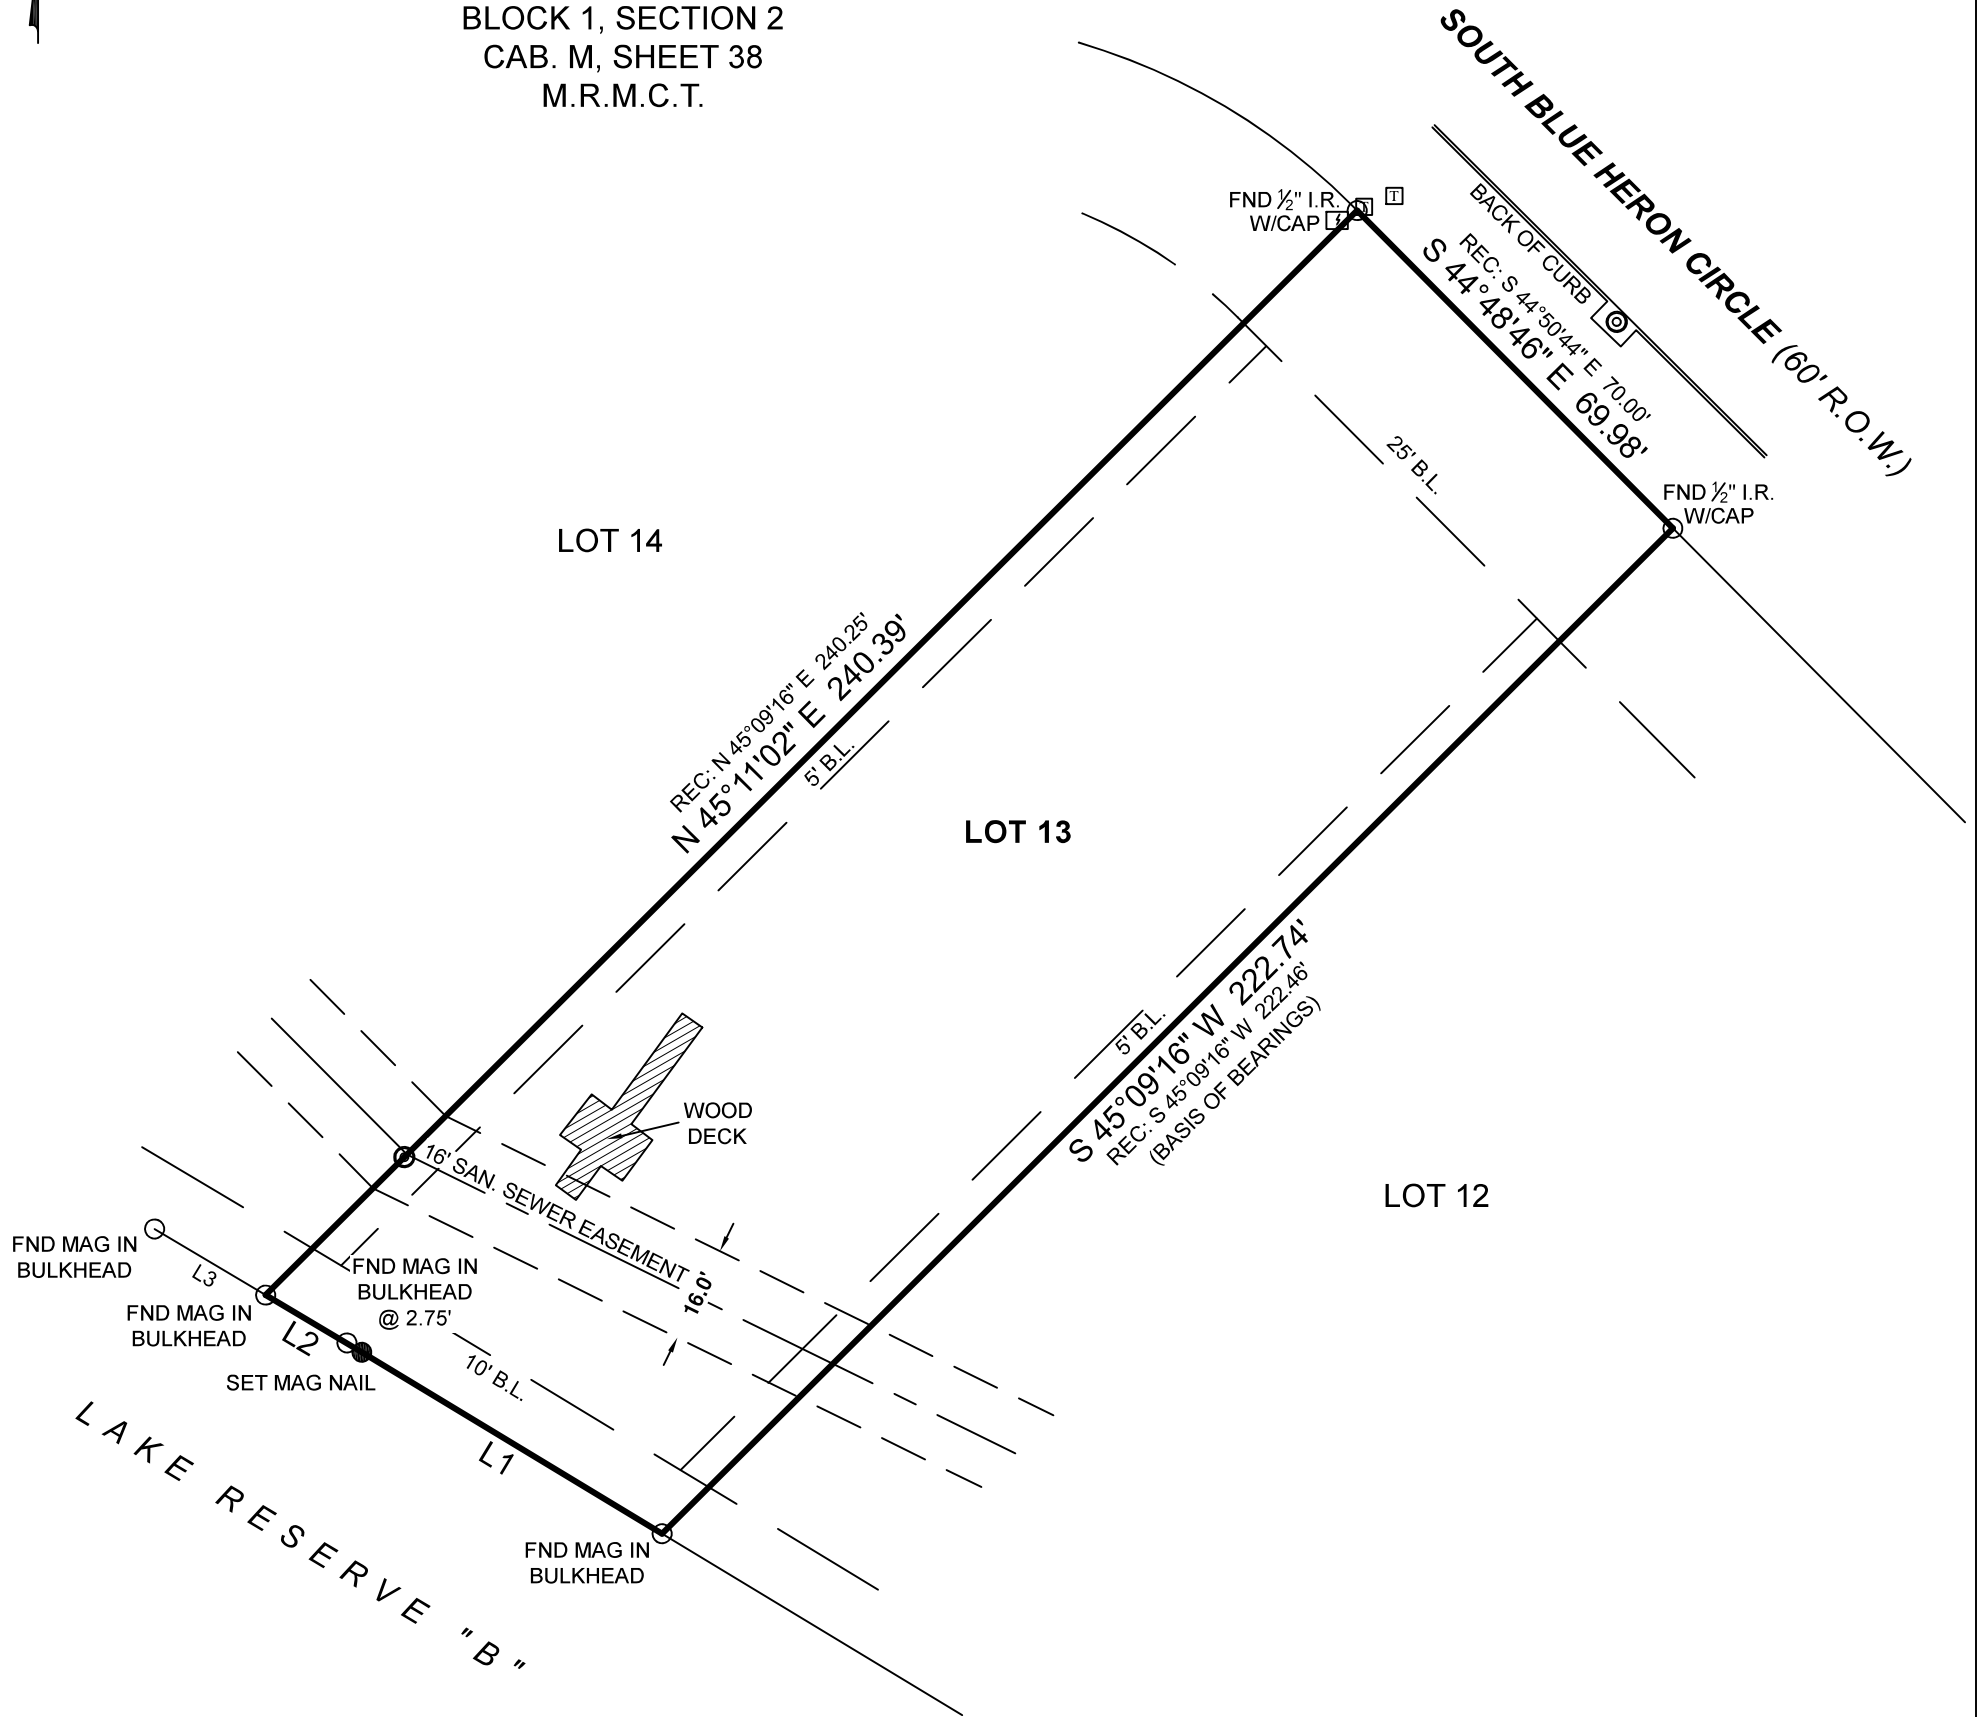 BLOCK 1, SECTION 2
CAB. M, SHEET 38
M.R.M.C.T.
SOUTH BLUE HERON CIRCLE (60' R.O.W.)
BACK OF CURB
REC: S 44°50'44" E 70.00'
S 44°48'46" E 69.98'
FND ½" I.R.
W/CAP
T
25' B.L.
FND ½" I.R.
W/CAP
LOT 14
REC: N 45°09'16" E 240.25'
N 45°11'02" E 240.39'
5' B.L.
LOT 13
5' B.L.
S 45°09'16" W 222.74'
REC: S 45°09'16" W 222.46'
(BASIS OF BEARINGS)
WOOD
DECK
16' SAN. SEWER EASEMENT
16.0'
LOT 12
FND MAG IN
BULKHEAD
L3
FND MAG IN
BULKHEAD
FND MAG IN
BULKHEAD
@ 2.75'
L2
SET MAG NAIL
10' B.L.
L1
FND MAG IN
BULKHEAD
LAKE RESERVE "B"